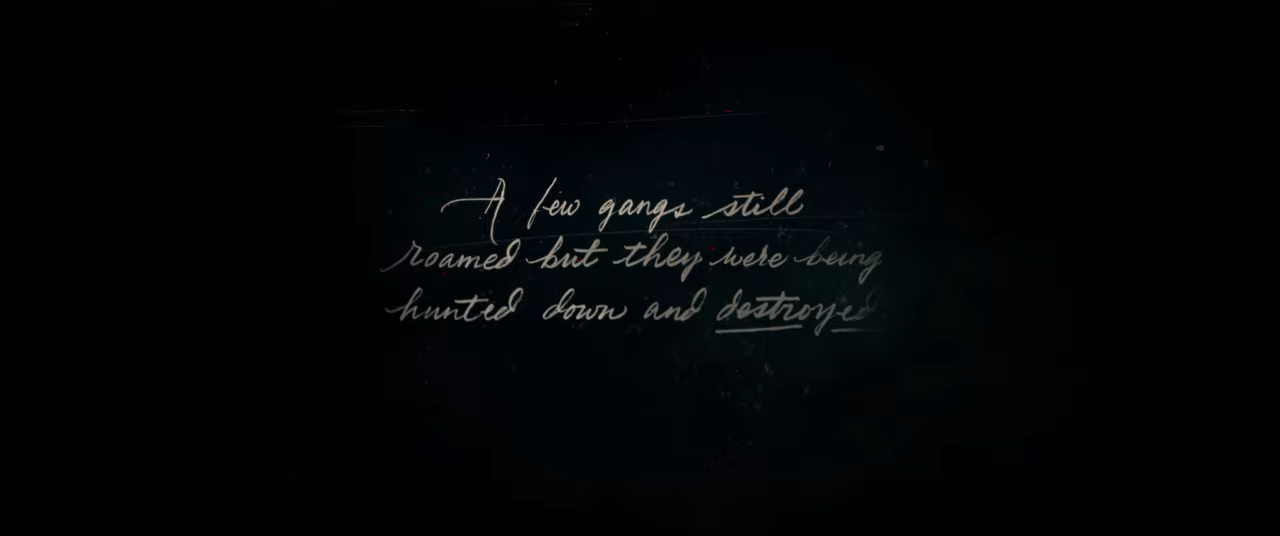 A few gangs still
roamed but they were being
hunted down and destroyed.